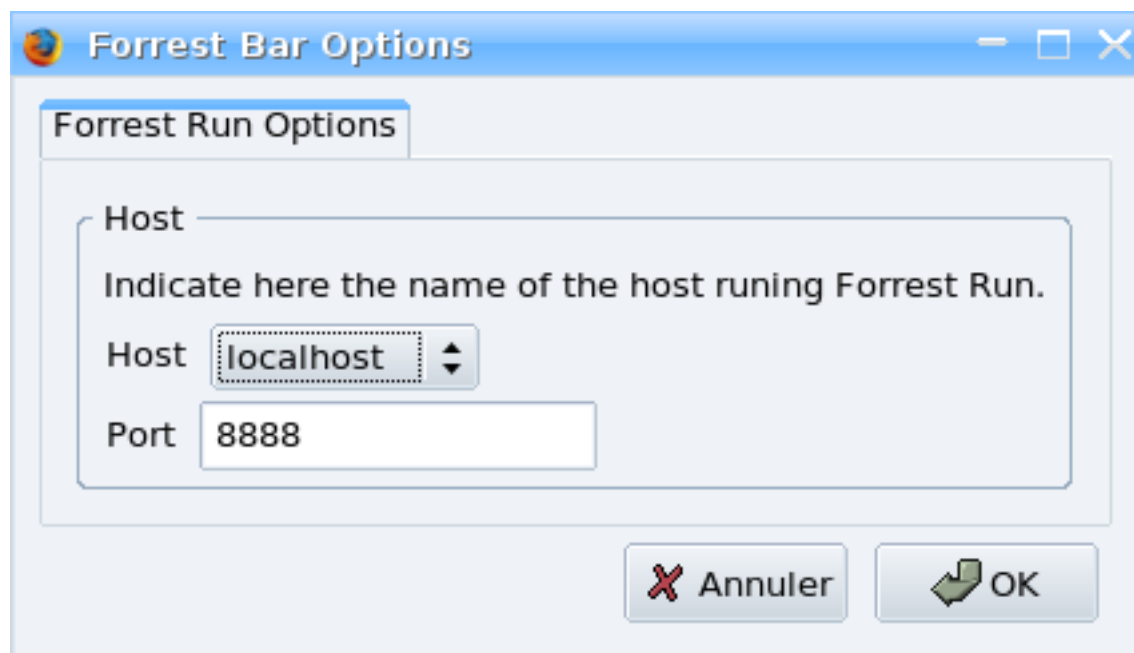 Forrest Bar Options
Forrest Run Options
Host
Indicate here the name of the host runing Forrest Run.
Host localhost
Port 8888
Annuler OK